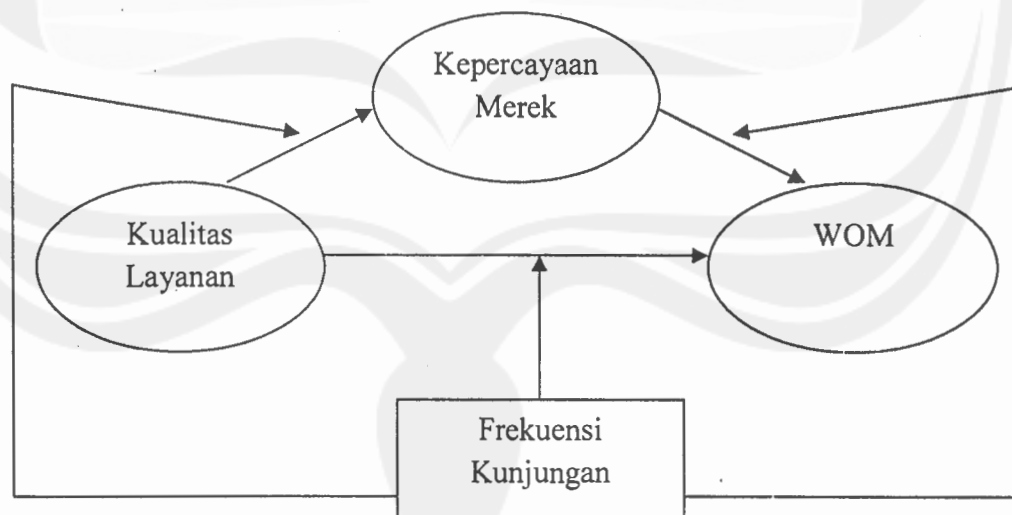 Kepercayaan
Merek
Kualitas
Layanan
WOM
Frekuensi
Kunjungan